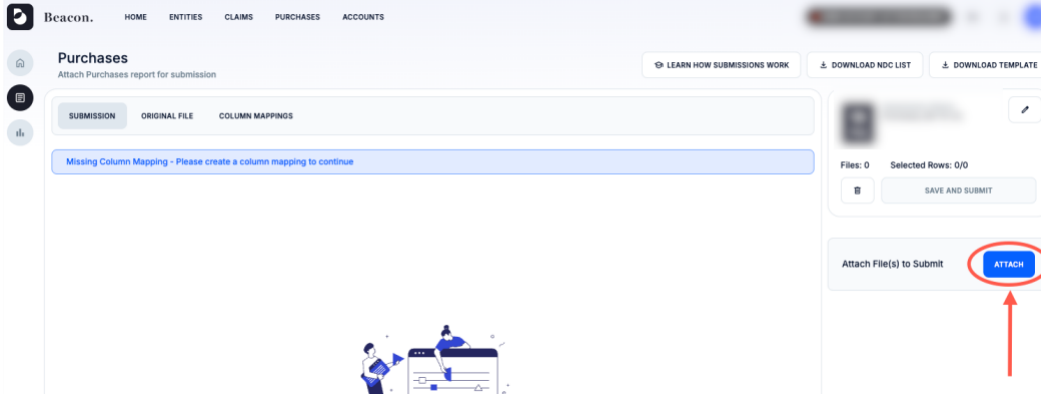 Beacon. HOME ENTITIES CLAIMS PURCHASES ACCOUNTS
Purchases
Attach Purchases report for submission
LEARN HOW SUBMISSIONS WORK DOWNLOAD NDC LIST DOWNLOAD TEMPLATE
SUBMISSION ORIGINAL FILE COLUMN MAPPINGS
Missing Column Mapping - Please create a column mapping to continue
Files: 0 Selected Rows: 0/0
SAVE AND SUBMIT
Attach File(s) to Submit ATTACH